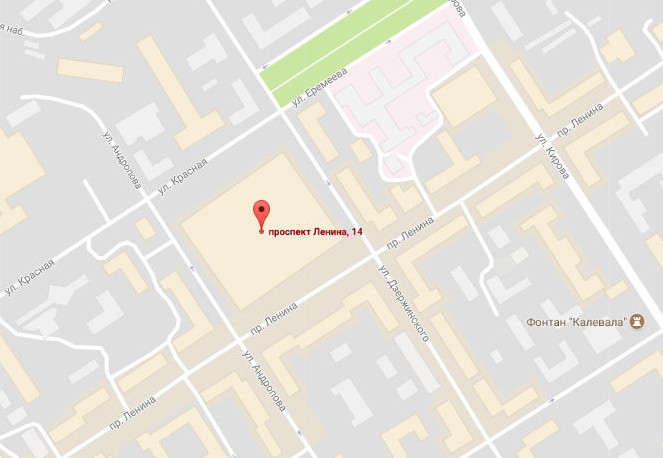 я наб.
рова
ул. Еремеева
пр. Ленина
ул. Андропова
ул. Кирова
ул. Красная
проспект Ленина, 14
пр. Ленина
ул. Красная
ул. Дзержинского
пр. Ленина
Фонтан "Калевала"
ул. Андропова
пр. Ленина